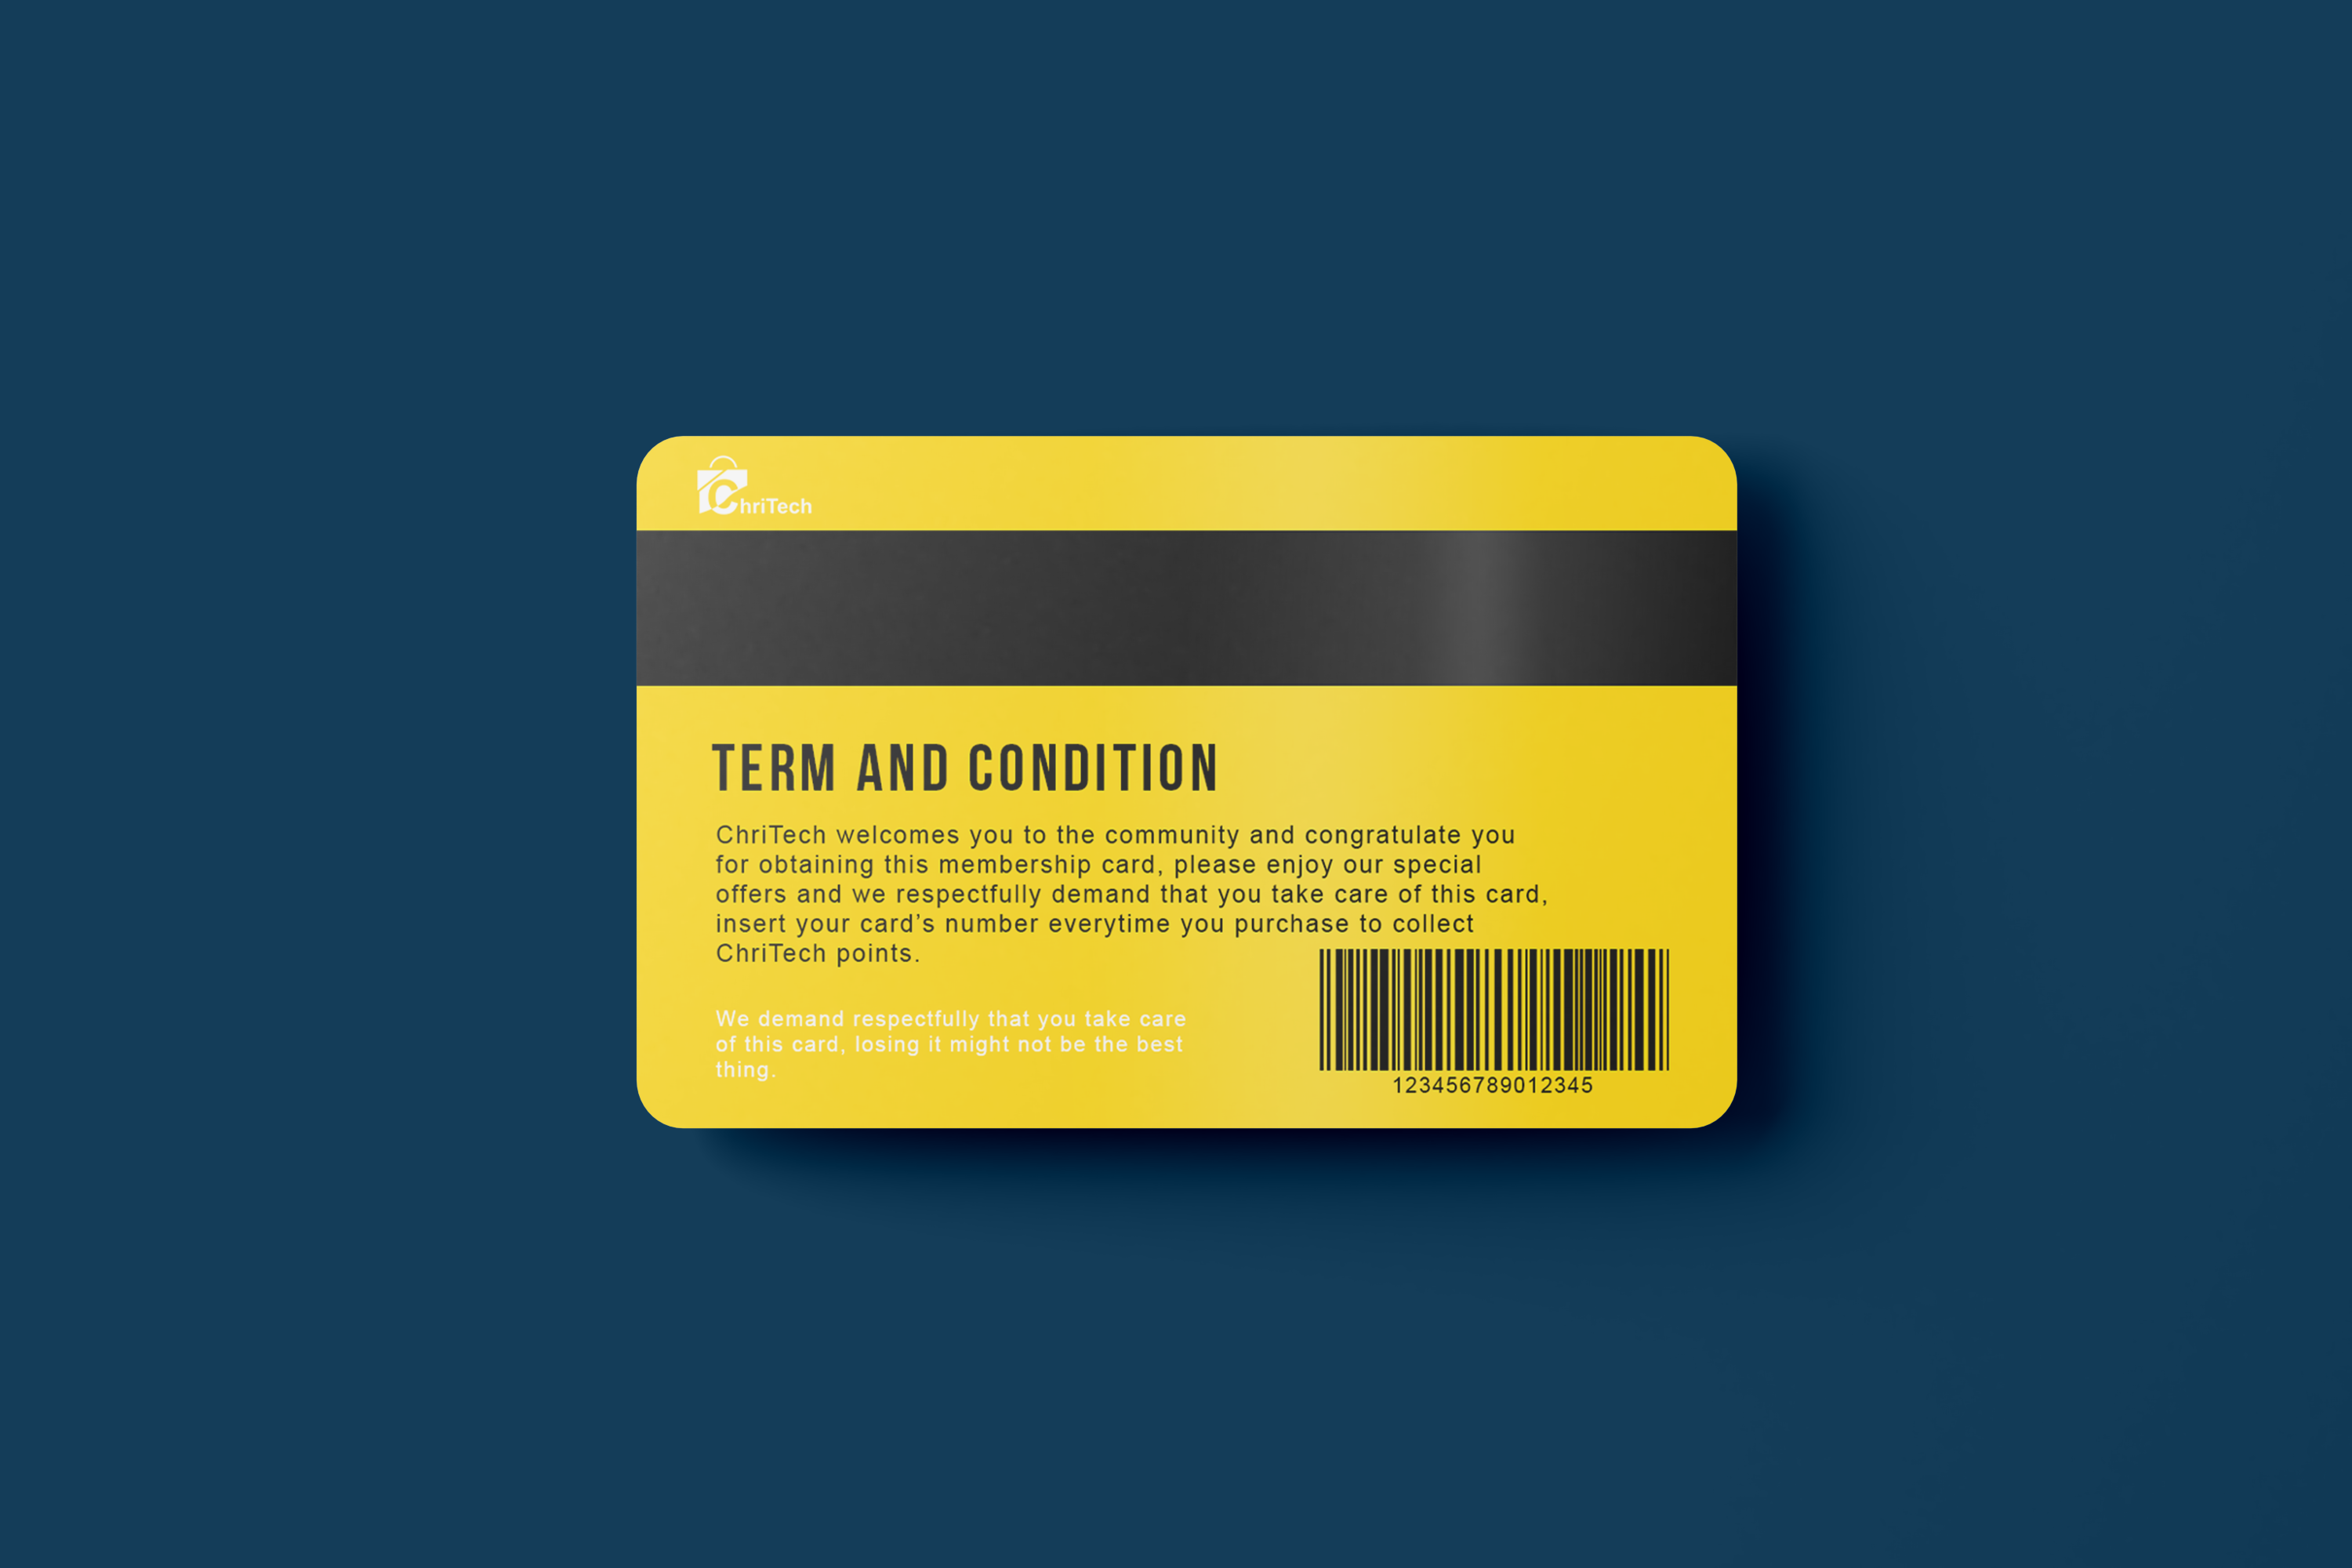 ChriTech
TERM AND CONDITION
ChriTech welcomes you to the community and congratulate you
for obtaining this membership card, please enjoy our special
offers and we respectfully demand that you take care of this card,
insert your card’s number everytime you purchase to collect
ChriTech points.
We demand respectfully that you take care
of this card, losing it might not be the best
thing.
123456789012345